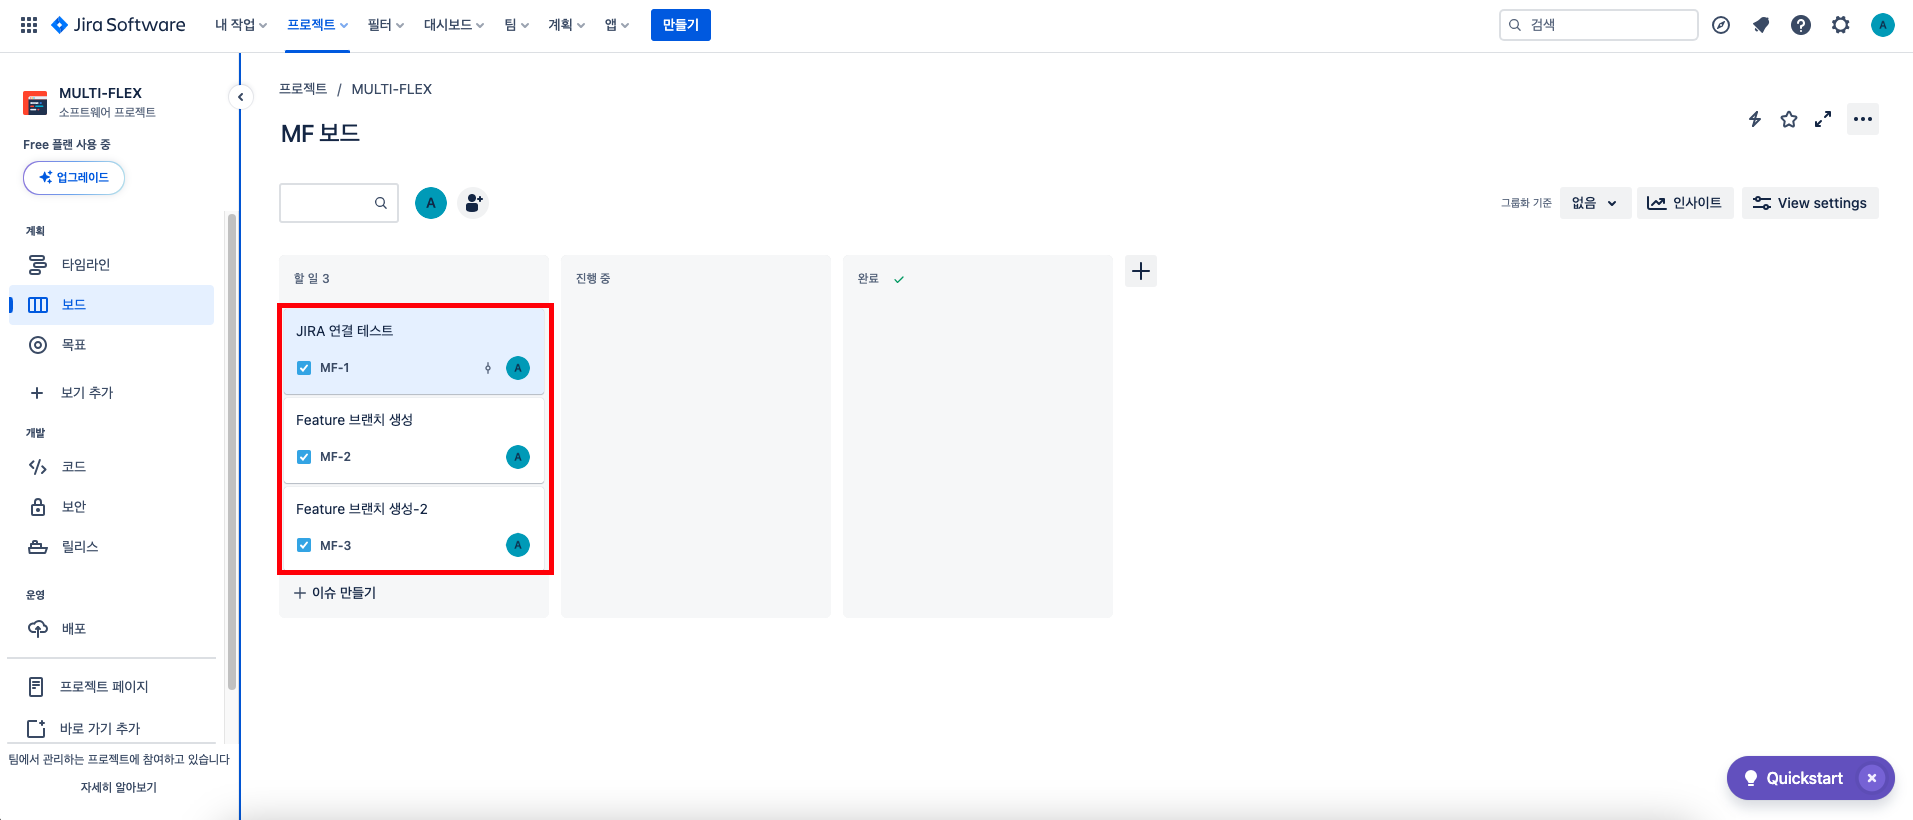 Jira Software 내 작업 프로젝트 필터 대시보드 팀 계획 앱 만들기 검색 A
MULTI-FLEX
소프트웨어 프로젝트
Free 플랜 사용 중
업그레이드
계획
타임라인
보드
목표
보기 추가
개발
코드
보안
릴리스
운영
배포
프로젝트 페이지
바로 가기 추가
팀에서 관리하는 프로젝트에 참여하고 있습니다
자세히 알아보기
프로젝트 / MULTI-FLEX
MF 보드
A
그룹화 기준 없음 인사이트 View settings
할 일 3
JIRA 연결 테스트
MF-1 A
Feature 브랜치 생성
MF-2 A
Feature 브랜치 생성-2
MF-3 A
이슈 만들기
진행 중
완료
Quickstart